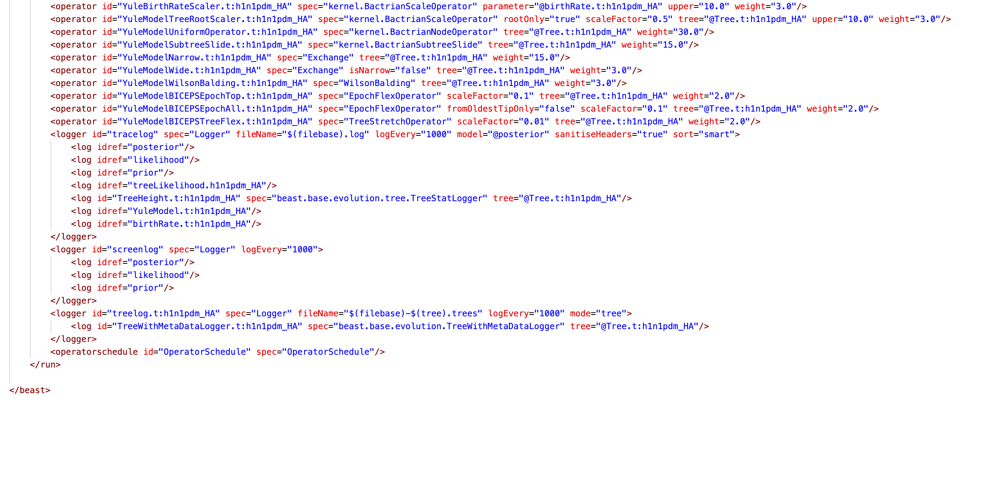 <operator id="YuleBirthRateScaler.t:h1n1pdm_HA" spec="kernel.BactrianScaleOperator" parameter="@birthRate.t:h1n1pdm_HA" upper="10.0" weight="3.0"/>
<operator id="YuleModelTreeRootScaler.t:h1n1pdm_HA" spec="kernel.BactrianScaleOperator" rootOnly="true" scaleFactor="0.5" tree="@Tree.t:h1n1pdm_HA" upper="10.0" weight="3.0"/>
<operator id="YuleModelUniformOperator.t:h1n1pdm_HA" spec="kernel.BactrianNodeOperator" tree="@Tree.t:h1n1pdm_HA" weight="30.0"/>
<operator id="YuleModelSubtreeSlide.t:h1n1pdm_HA" spec="kernel.BactrianSubtreeSlide" tree="@Tree.t:h1n1pdm_HA" weight="15.0"/>
<operator id="YuleModelNarrow.t:h1n1pdm_HA" spec="Exchange" tree="@Tree.t:h1n1pdm_HA" weight="15.0"/>
<operator id="YuleModelWide.t:h1n1pdm_HA" spec="Exchange" isNarrow="false" tree="@Tree.t:h1n1pdm_HA" weight="3.0"/>
<operator id="YuleModelWilsonBalding.t:h1n1pdm_HA" spec="WilsonBalding" tree="@Tree.t:h1n1pdm_HA" weight="3.0"/>
<operator id="YuleModelBICEPSEpochTop.t:h1n1pdm_HA" spec="EpochFlexOperator" scaleFactor="0.1" tree="@Tree.t:h1n1pdm_HA" weight="2.0"/>
<operator id="YuleModelBICEPSEpochAll.t:h1n1pdm_HA" spec="EpochFlexOperator" fromOldestTipOnly="false" scaleFactor="0.1" tree="@Tree.t:h1n1pdm_HA" weight="2.0"/>
<operator id="YuleModelBICEPSTreeFlex.t:h1n1pdm_HA" spec="TreeStretchOperator" scaleFactor="0.01" tree="@Tree.t:h1n1pdm_HA" weight="2.0"/>
<logger id="tracelog" spec="Logger" fileName="$(filebase).log" logEvery="1000" model="@posterior" sanitiseHeaders="true" sort="smart">
<log idref="posterior"/>
<log idref="likelihood"/>
<log idref="prior"/>
<log idref="treeLikelihood.h1n1pdm_HA"/>
<log id="TreeHeight.t:h1n1pdm_HA" spec="beast.base.evolution.tree.TreeStatLogger" tree="@Tree.t:h1n1pdm_HA"/>
<log idref="YuleModel.t:h1n1pdm_HA"/>
<log idref="birthRate.t:h1n1pdm_HA"/>
</logger>
<logger id="screenlog" spec="Logger" logEvery="1000">
<log idref="posterior"/>
<log idref="likelihood"/>
<log idref="prior"/>
</logger>
<logger id="treelog.t:h1n1pdm_HA" spec="Logger" fileName="$(filebase)-$(tree).trees" logEvery="1000" mode="tree">
<log id="TreeWithMetaDataLogger.t:h1n1pdm_HA" spec="beast.base.evolution.TreeWithMetaDataLogger" tree="@Tree.t:h1n1pdm_HA"/>
</logger>
<operatorschedule id="OperatorSchedule" spec="OperatorSchedule"/>
</run>
</beast>